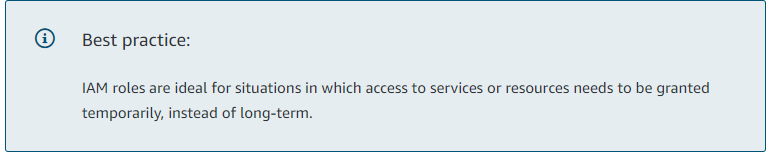 Best practice:
IAM roles are ideal for situations in which access to services or resources needs to be granted
temporarily, instead of long-term.